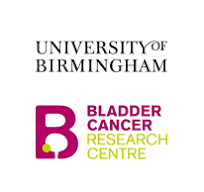 UNIVERSITY OF
BIRMINGHAM
BLADDER
CANCER
RESEARCH
CENTRE